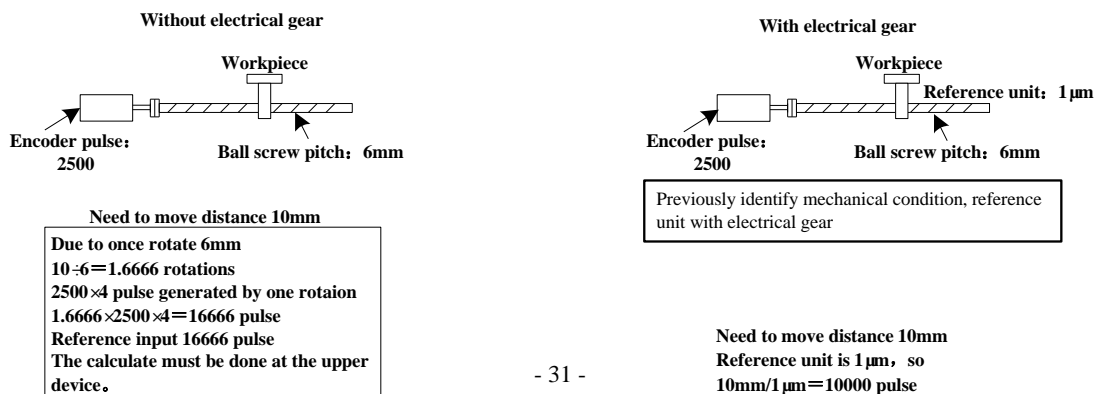 Without electrical gear
Workpiece
Encoder pulse：
2500
Ball screw pitch：6mm
Need to move distance 10mm
Due to once rotate 6mm
10÷6＝1.6666 rotations
2500×4 pulse generated by one rotaion
1.6666×2500×4＝16666 pulse
Reference input 16666 pulse
The calculate must be done at the upper
device。
With electrical gear
Workpiece
Reference unit：1μm
Encoder pulse：
2500
Ball screw pitch：6mm
Previously identify mechanical condition, reference
unit with electrical gear
Need to move distance 10mm
Reference unit is 1μm，so
10mm/1μm＝10000 pulse
- 31 -